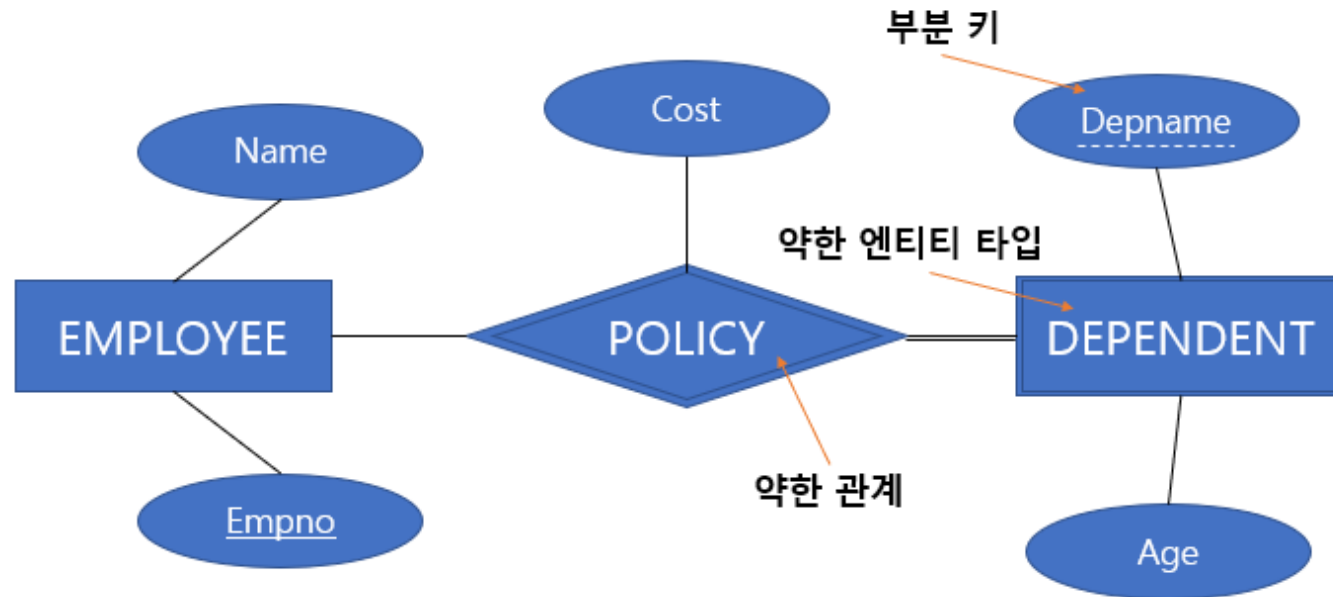 부분 키
Cost
Depname
Name
약한 엔티티 타입
EMPLOYEE
POLICY
DEPENDENT
약한 관계
Empno
Age